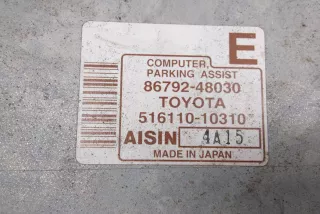 E
COMPUTER,
PARKING ASSIST
86792-48030
TOYOTA
516110-10310
AISIN 4A15
MADE IN JAPAN